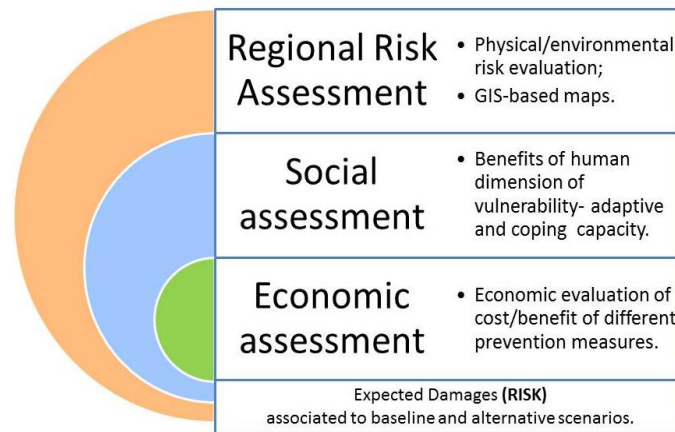 Regional Risk
Assessment
• Physical/environmental
risk evaluation;
• GIS-based maps.
Social
assessment
• Benefits of human
dimension of
vulnerability- adaptive
and coping capacity.
Economic
assessment
• Economic evaluation of
cost/benefit of different
prevention measures.
Expected Damages (RISK)
associated to baseline and alternative scenarios.